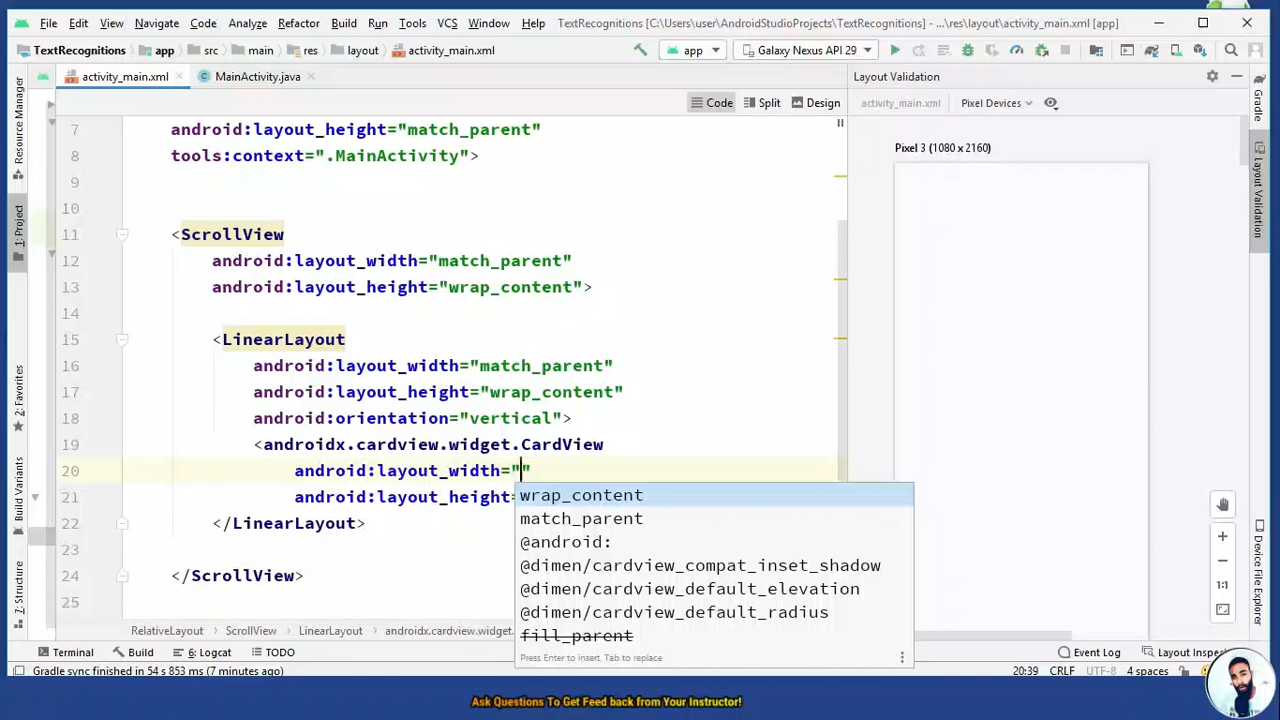 File Edit View Navigate Code Analyze Refactor Build Run Tools VCS Window Help TextRecognitions [C:\Users\user\AndroidStudioProjects\TextRecognitions] - ...\res\layout\activity_main.xml [app]
TextRecognitions app src main res layout activity_main.xml app Galaxy Nexus API 29
activity_main.xml MainActivity.java Layout Validation
Code Split Design activity_main.xml Pixel Devices
Pixel 3 (1080 x 2160)
7 android:layout_height="match_parent"
8 tools:context=".MainActivity">
9
10
11 <ScrollView
12 android:layout_width="match_parent"
13 android:layout_height="wrap_content">
14
15 <LinearLayout
16 android:layout_width="match_parent"
17 android:layout_height="wrap_content"
18 android:orientation="vertical">
19 <androidx.cardview.widget.CardView
20 android:layout_width=""
21 android:layout_height=
22 </LinearLayout>
23
24 </ScrollView>
25
wrap_content
match_parent
@android:
@dimen/cardview_compat_inset_shadow
@dimen/cardview_default_elevation
@dimen/cardview_default_radius
fill_parent
Press Enter to insert, Tab to replace
RelativeLayout ScrollView LinearLayout androidx.cardview.widget.
Resource Manager
1: Project
2: Favorites
Build Variants
7: Structure
Gradle
Layout Validation
Device File Explorer
1:1
Terminal Build 6: Logcat TODO Event Log Layout Inspec
Gradle sync finished in 54 s 853 ms (7 minutes ago) 20:39 CRLF UTF-8 4 spaces
Ask Questions To Get Feed back from Your Instructor!